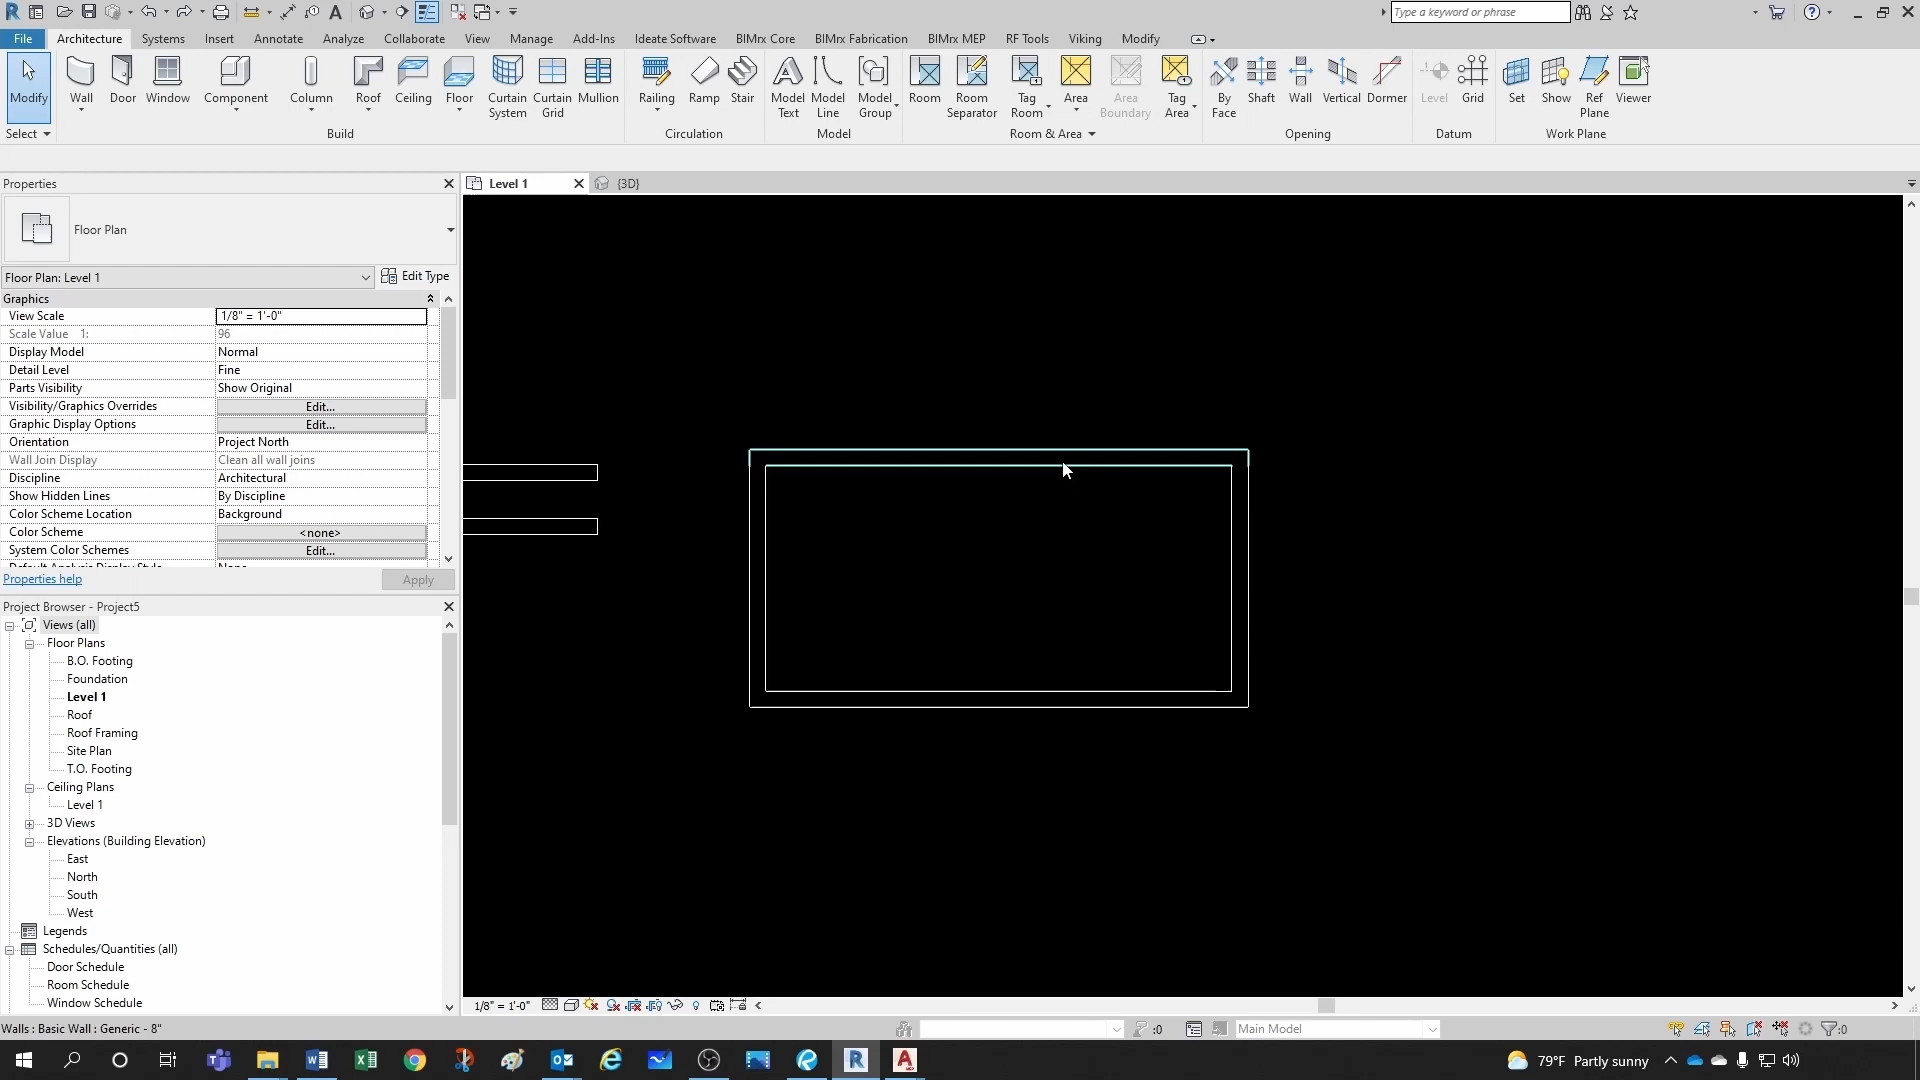 Type a keyword or phrase
File Architecture Systems Insert Annotate Analyze Collaborate View Manage Add-Ins Ideate Software BIMrx Core BIMrx Fabrication BIMrx MEP RF Tools Viking Modify
Modify Wall Door Window Component Column Roof Ceiling Floor Curtain System Curtain Grid Mullion Railing Ramp Stair Model Text Model Line Model Group Room Room Separator Tag Room Area Area Boundary Tag Area By Face Shaft Wall Vertical Dormer Level Grid Set Show Ref Plane Viewer
Select Build Circulation Model Room & Area Opening Datum Work Plane
Properties
Level 1
{3D}
Floor Plan
Floor Plan: Level 1
Edit Type
Graphics
View Scale 1/8" = 1'-0"
Scale Value 1: 96
Display Model Normal
Detail Level Fine
Parts Visibility Show Original
Visibility/Graphics Overrides Edit...
Graphic Display Options Edit...
Orientation Project North
Wall Join Display Clean all wall joins
Discipline Architectural
Show Hidden Lines By Discipline
Color Scheme Location Background
Color Scheme <none>
System Color Schemes Edit...
Default Analysis Display Style None
Properties help
Apply
Project Browser - Project5
Views (all)
Floor Plans
B.O. Footing
Foundation
Level 1
Roof
Roof Framing
Site Plan
T.O. Footing
Ceiling Plans
Level 1
3D Views
Elevations (Building Elevation)
East
North
South
West
Legends
Schedules/Quantities (all)
Door Schedule
Room Schedule
Window Schedule
1/8" = 1'-0"
Walls : Basic Wall : Generic - 8"
:0
Main Model
:0
79°F Partly sunny